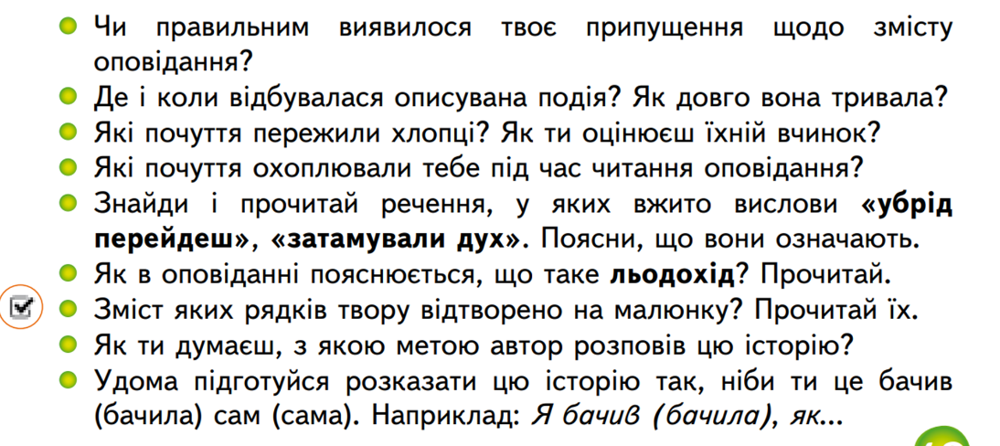 Чи правильним виявилося твоє припущення щодо змісту
оповідання?
Де і коли відбувалася описувана подія? Як довго вона тривала?
Які почуття пережили хлопці? Як ти оцінюєш їхній вчинок?
Які почуття охоплювали тебе під час читання оповідання?
Знайди і прочитай речення, у яких вжито вислови «убрід
перейдеш», «затамували дух». Поясни, що вони означають.
Як в оповіданні пояснюється, що таке льодохід? Прочитай.
Зміст яких рядків твору відтворено на малюнку? Прочитай їх.
Як ти думаєш, з якою метою автор розповів цю історію?
Удома підготуйся розказати цю історію так, ніби ти це бачив
(бачила) сам (сама). Наприклад: Я бачив (бачила), як...